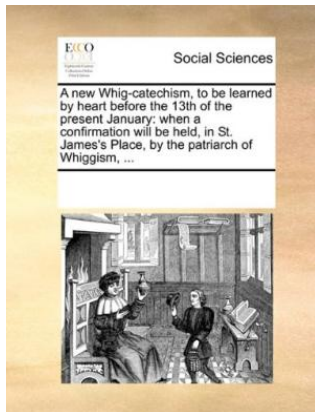 ECCO
Social Sciences
A new Whig-catechism, to be learned
by heart before the 13th of the
present January: when a
confirmation will be held, in St.
James's Place, by the patriarch of
Whiggism, ...